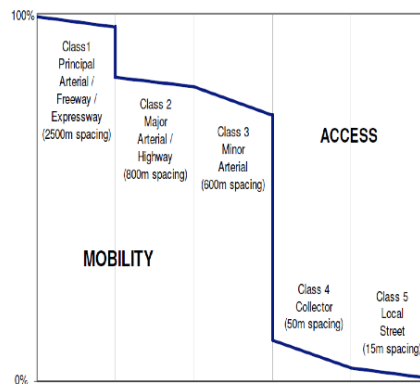 100%
Class1
Principal
Arterial /
Freeway /
Expressway
(2500m spacing)
Class 2
Major
Arterial /
Highway
(800m spacing)
Class 3
Minor
Arterial
(600m spacing)
ACCESS
MOBILITY
Class 4
Collector
(50m spacing)
Class 5
Local
Street
(15m spacing)
0%